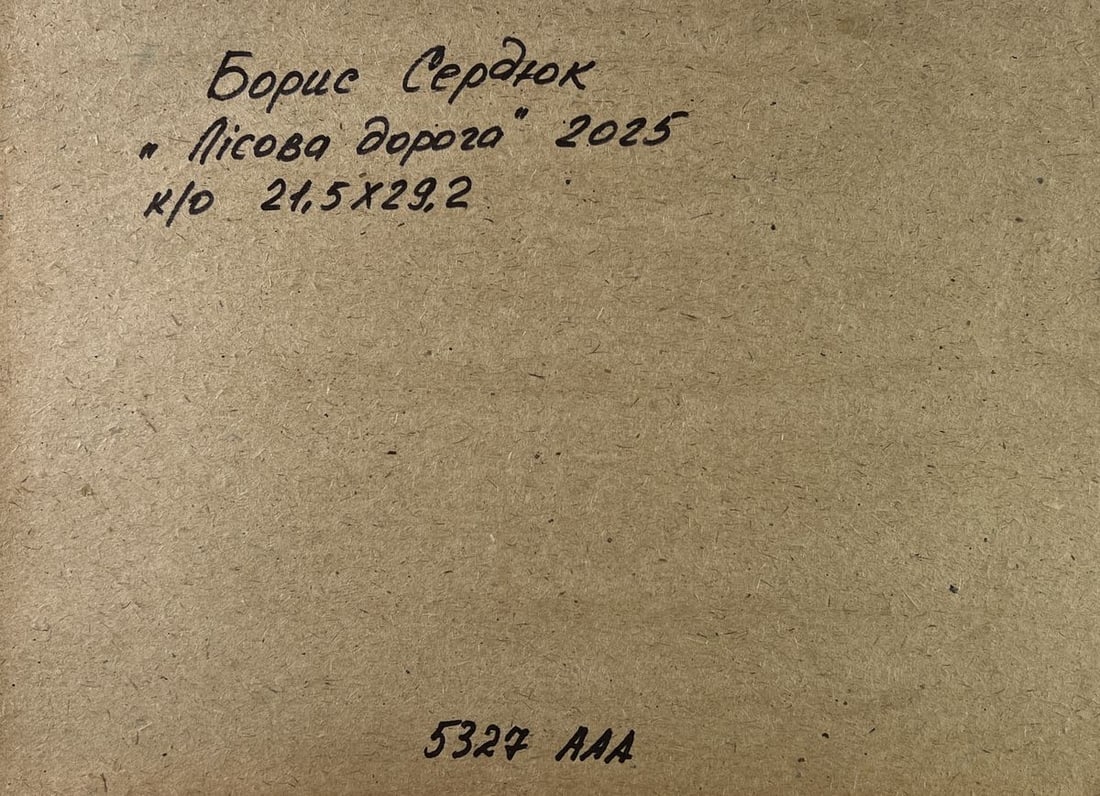 Борис Сердюк
„Лісова дорога" 2025
к/о 21,5х29,2
5327 ААА